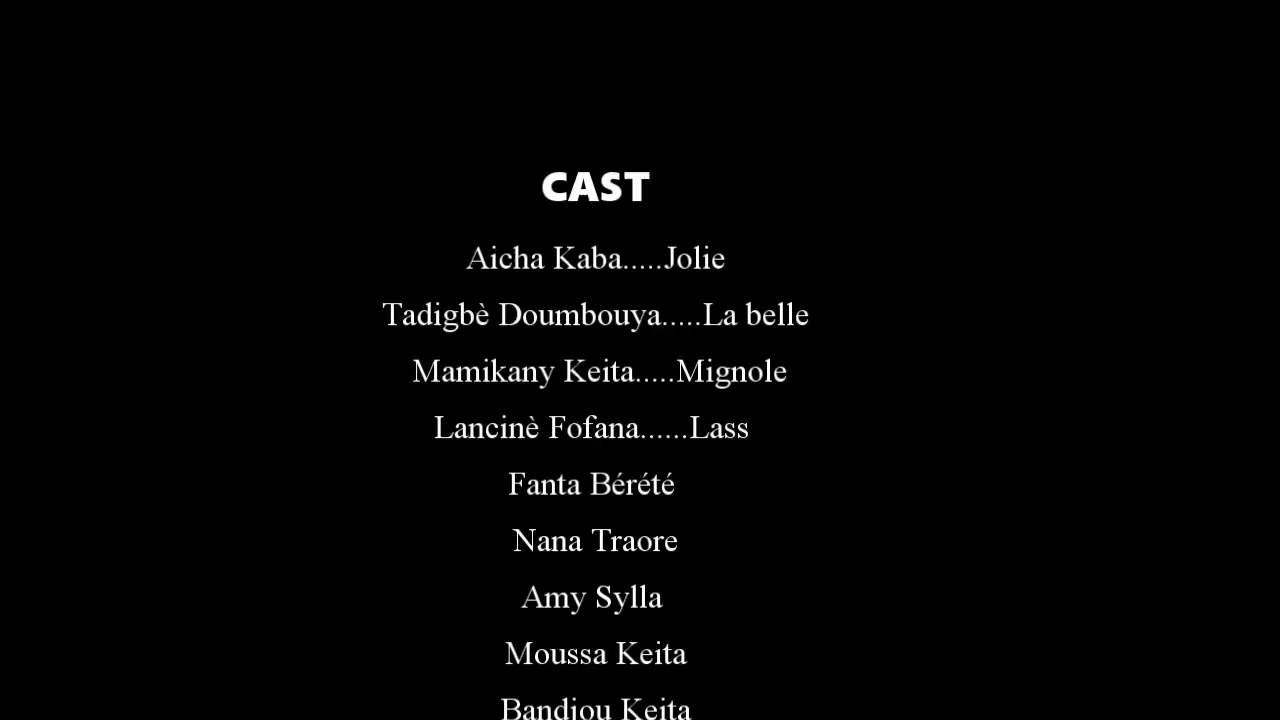 CAST
Aicha Kaba.....Jolie
Tadigbè Doumbouya.....La belle
Mamikany Keita.....Mignole
Lancinè Fofana......Lass
Fanta Bérété
Nana Traore
Amy Sylla
Moussa Keita
Bandjou Keita